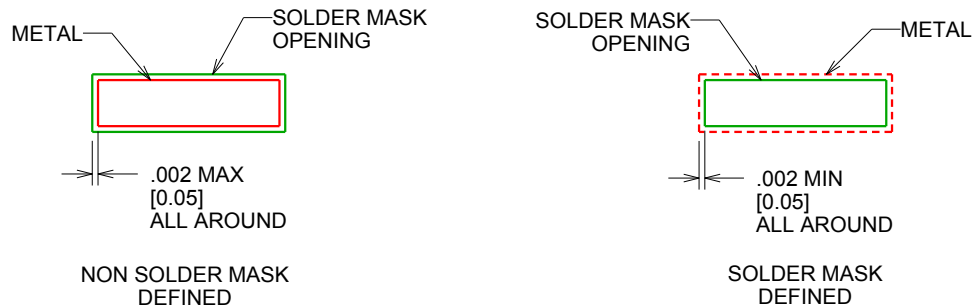 METAL
SOLDER MASK
OPENING
.002 MAX
[0.05]
ALL AROUND
NON SOLDER MASK
DEFINED
SOLDER MASK
OPENING
METAL
.002 MIN
[0.05]
ALL AROUND
SOLDER MASK
DEFINED